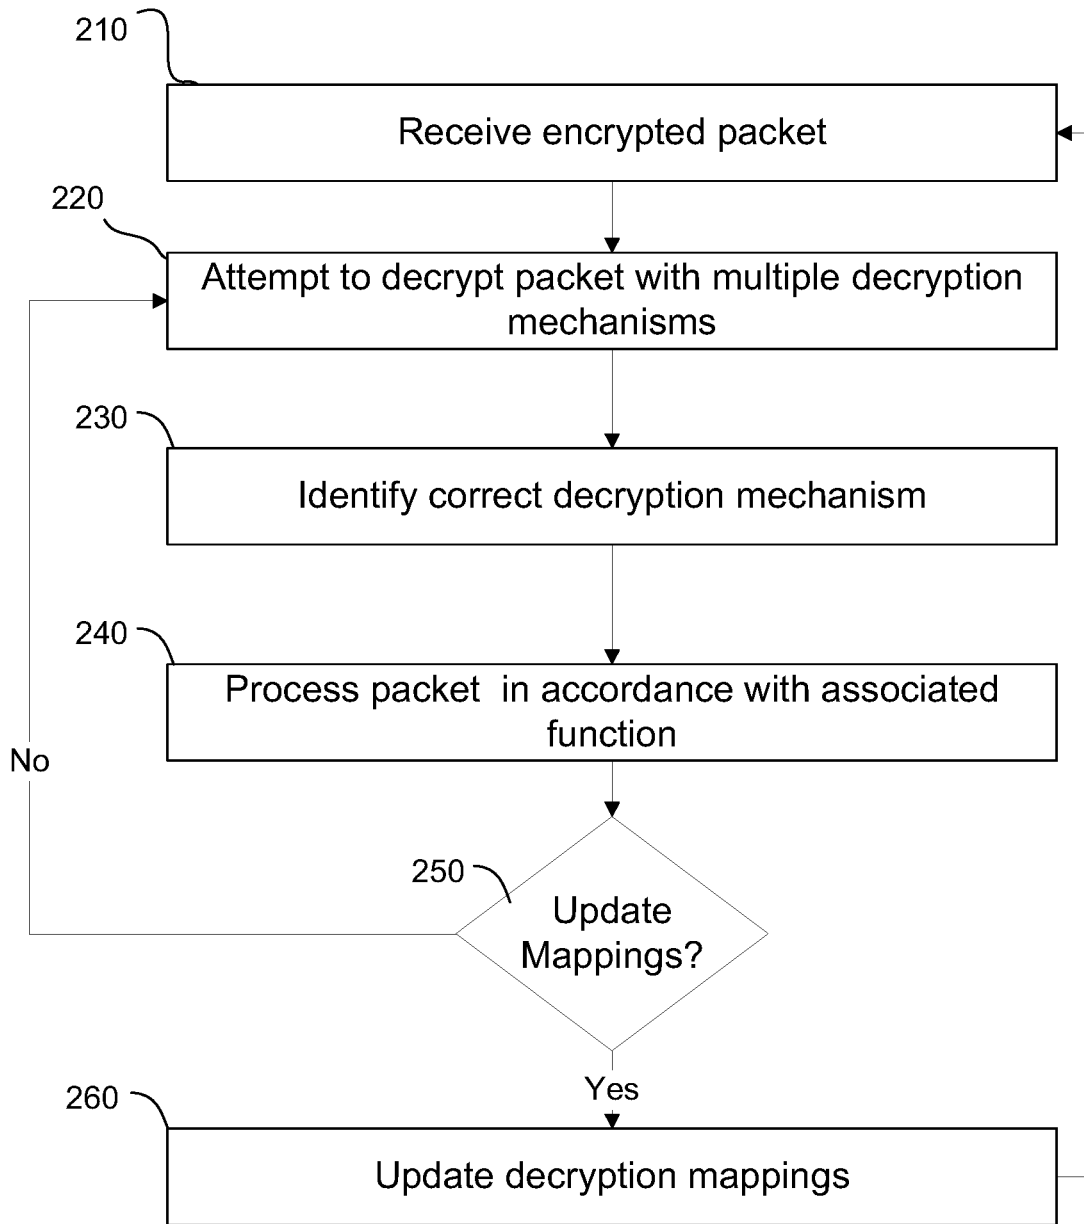 210
Receive encrypted packet
220
Attempt to decrypt packet with multiple decryption
mechanisms
230
Identify correct decryption mechanism
240
Process packet in accordance with associated
function
No
250
Update
Mappings?
Yes
260
Update decryption mappings